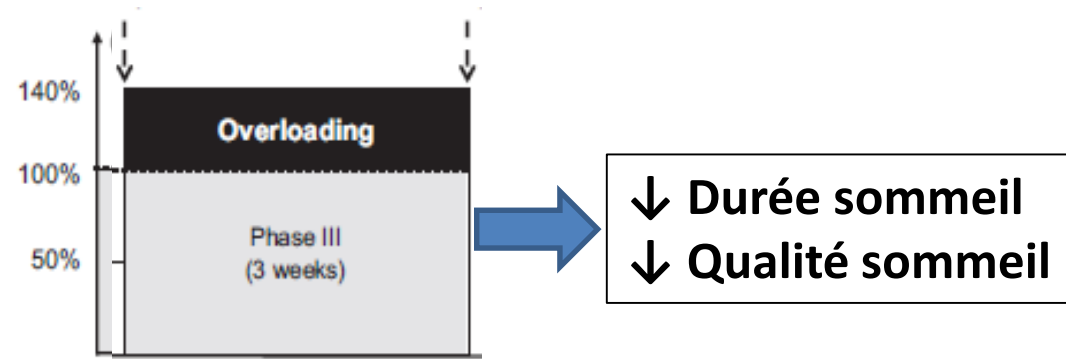 140%
Overloading
100%
Phase III
(3 weeks)
50%
↓ Durée sommeil
↓ Qualité sommeil